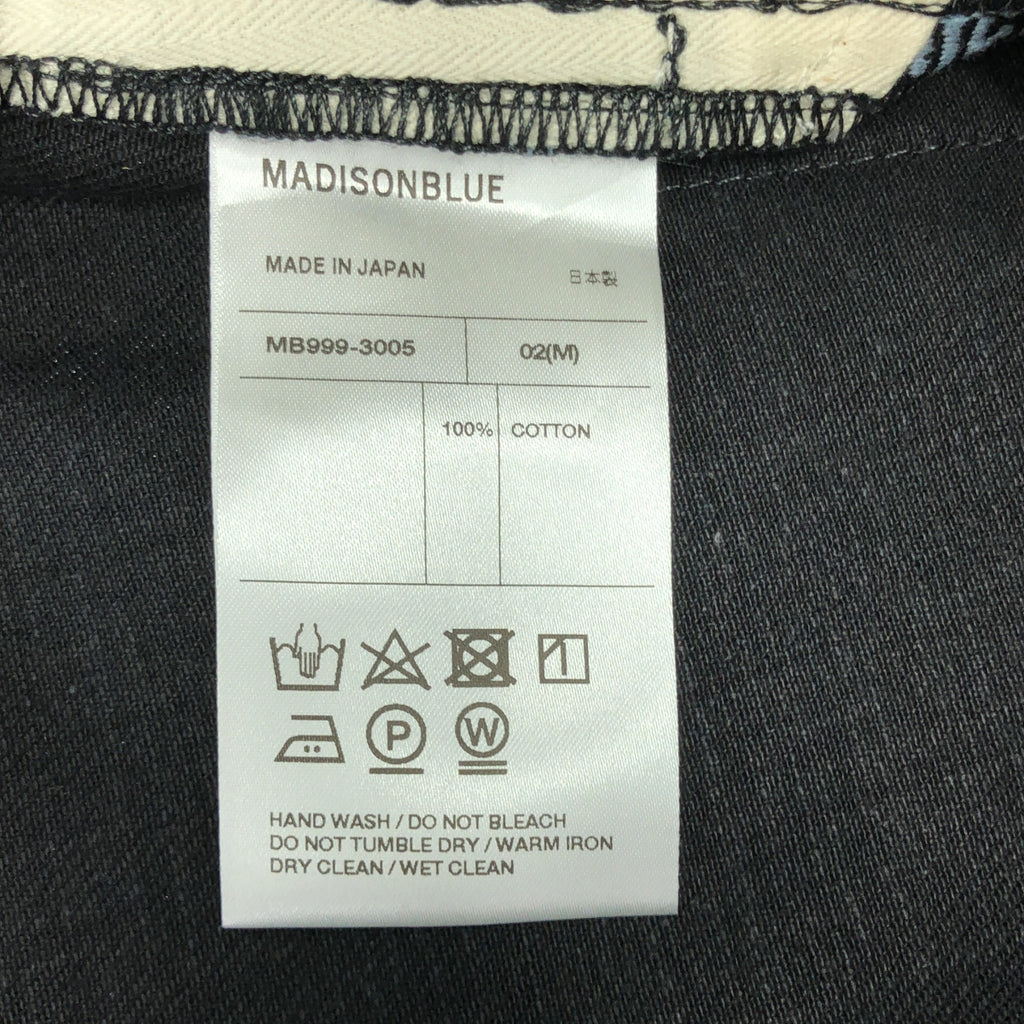 MADISONBLUE
MADE IN JAPAN 日本製
MB999-3005 02(M)
100% COTTON
P W
HAND WASH / DO NOT BLEACH
DO NOT TUMBLE DRY / WARM IRON
DRY CLEAN / WET CLEAN